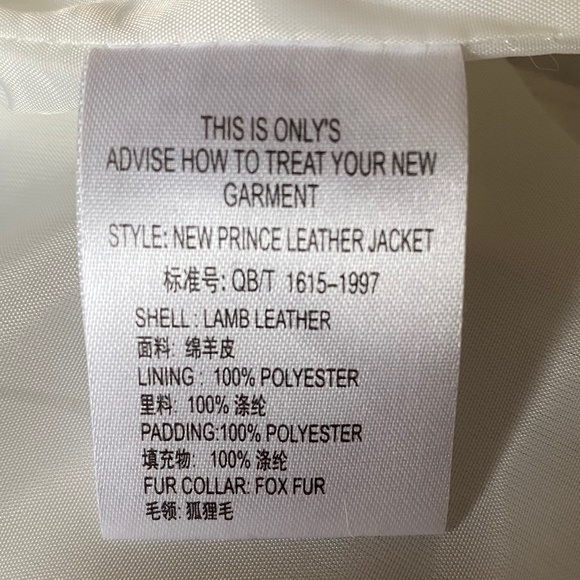 THIS IS ONLY'S
ADVISE HOW TO TREAT YOUR NEW
GARMENT
STYLE: NEW PRINCE LEATHER JACKET
标准号: QB/T 1615-1997
SHELL : LAMB LEATHER
面料: 绵羊皮
LINING : 100% POLYESTER
里料: 100% 涤纶
PADDING:100% POLYESTER
填充物: 100% 涤纶
FUR COLLAR: FOX FUR
毛领: 狐狸毛